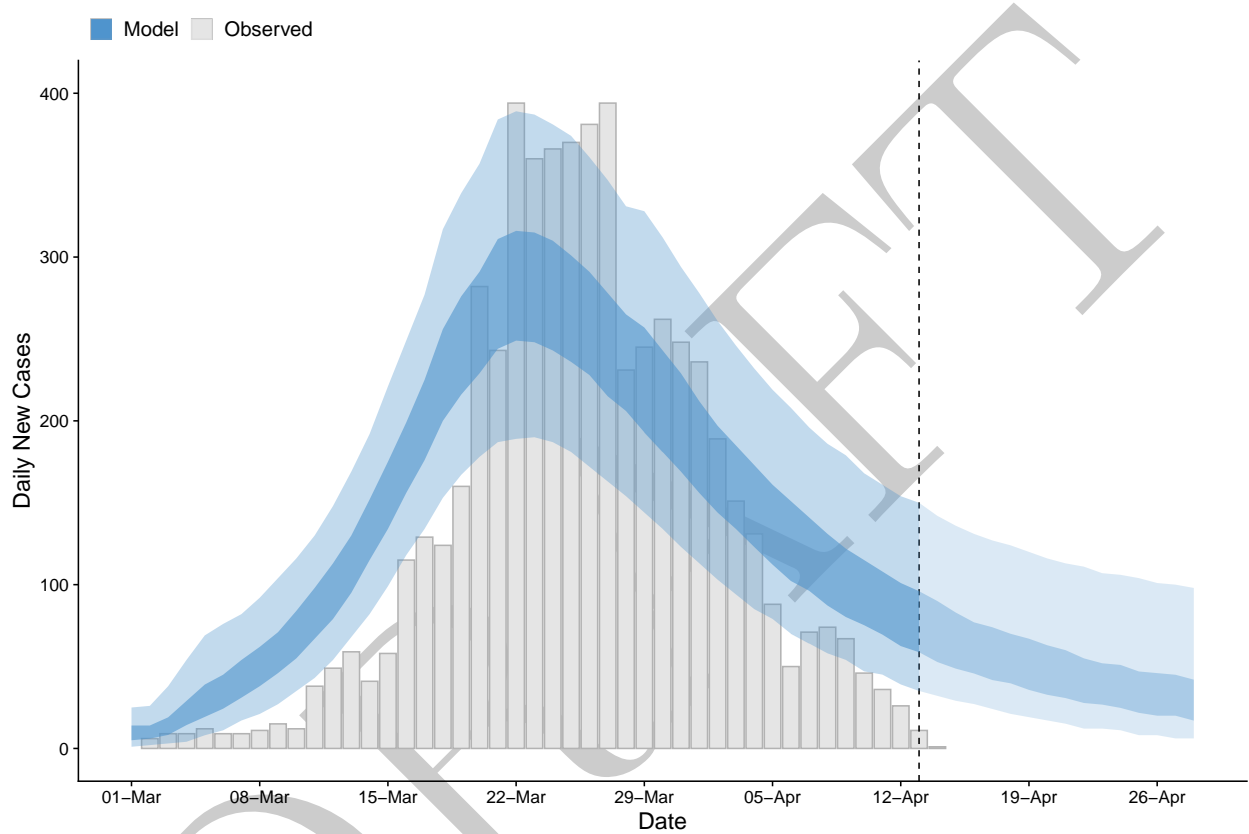 Model Observed
400
300
200
100
0
Daily New Cases
01–Mar 08–Mar 15–Mar 22–Mar 29–Mar 05–Apr 12–Apr 19–Apr 26–Apr
Date